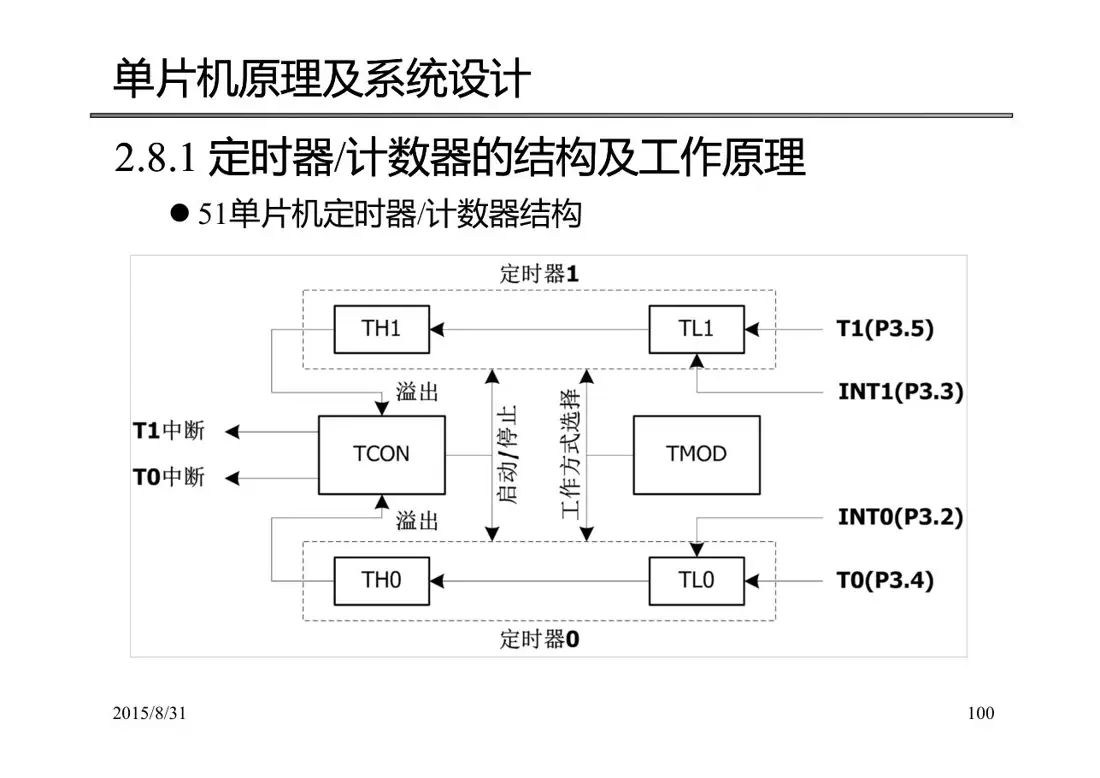 单片机原理及系统设计
2.8.1 定时器/计数器的结构及工作原理
● 51单片机定时器/计数器结构
定时器1
TH1
TL1
T1(P3.5)
INT1(P3.3)
溢出
T1中断
T0中断
TCON
启动/停止
工作方式选择
TMOD
溢出
INT0(P3.2)
TH0
TL0
T0(P3.4)
定时器0
2015/8/31
100